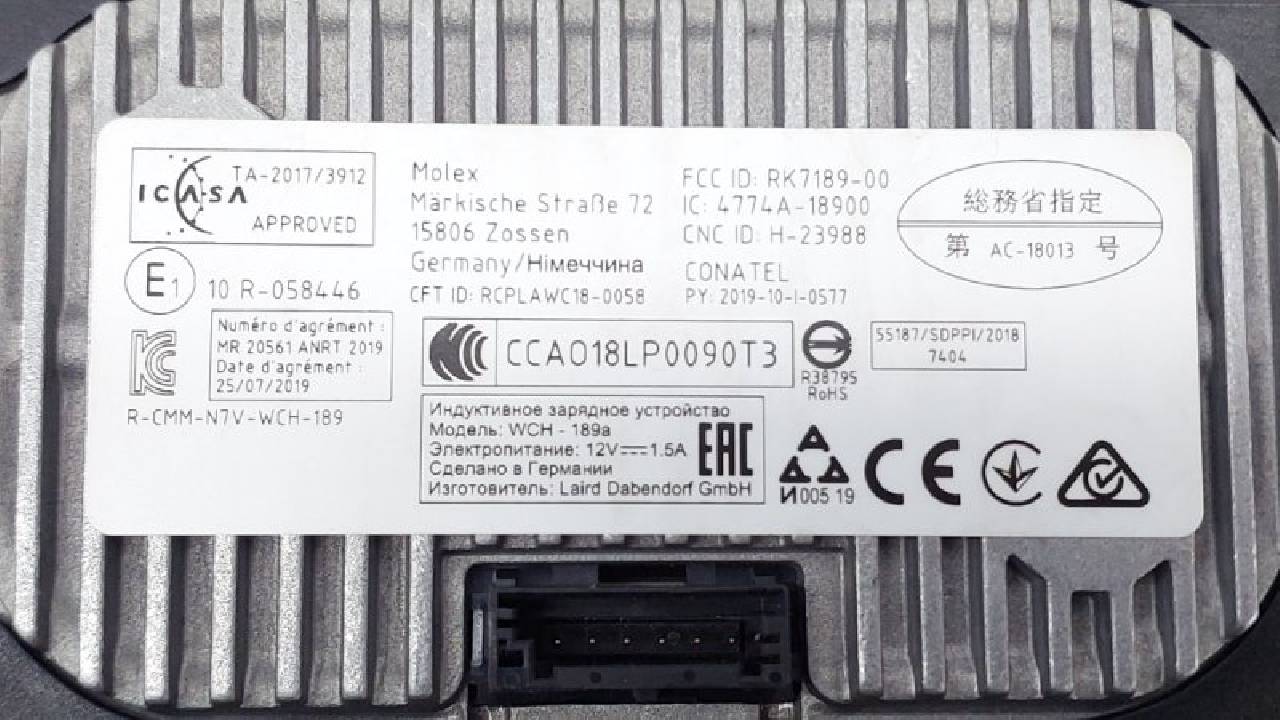 TA-2017/3912
ICASA
APPROVED
E1
10 R-058446
Numéro d'agrément :
MR 20561 ANRT 2019
Date d'agrément :
25/07/2019
R-CMM-N7V-WCH-189
Molex
Märkische Straße 72
15806 Zossen
Germany/Німеччина
CFT ID: RCPLAWC18-0058
FCC ID: RK7189-00
IC: 4774A-18900
CNC ID: H-23988
CONATEL
PY: 2019-10-I-0577
総務省指定
第 AC-18013 号
CCAO18LP0090T3
R38795
RoHS
55187/SDPPI/2018
7404
Индуктивное зарядное устройство
Модель: WCH - 189a
Электропитание: 12V 1.5A
Сделано в Германии
Изготовитель: Laird Dabendorf GmbH
EAC
И005 19
CE